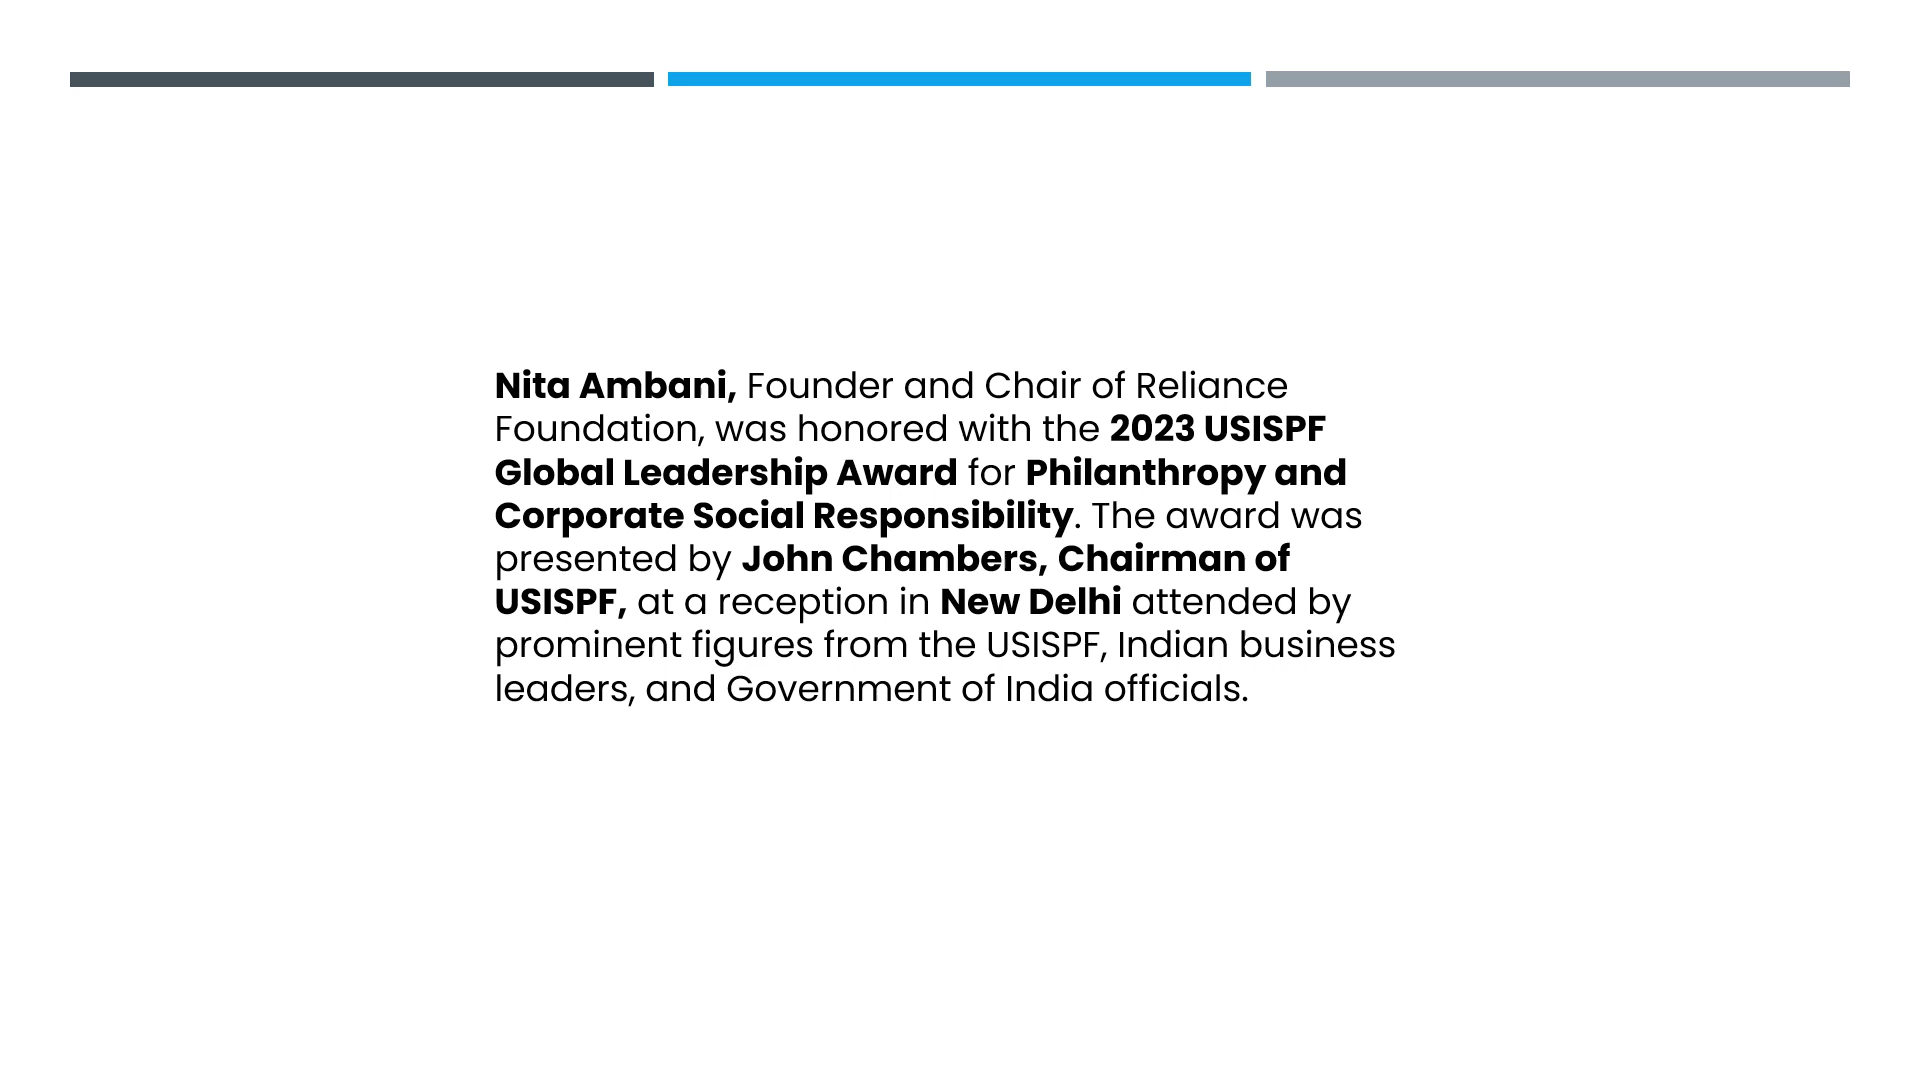 Nita Ambani, Founder and Chair of Reliance
Foundation, was honored with the 2023 USISPF
Global Leadership Award for Philanthropy and
Corporate Social Responsibility. The award was
presented by John Chambers, Chairman of
USISPF, at a reception in New Delhi attended by
prominent figures from the USISPF, Indian business
leaders, and Government of India officials.